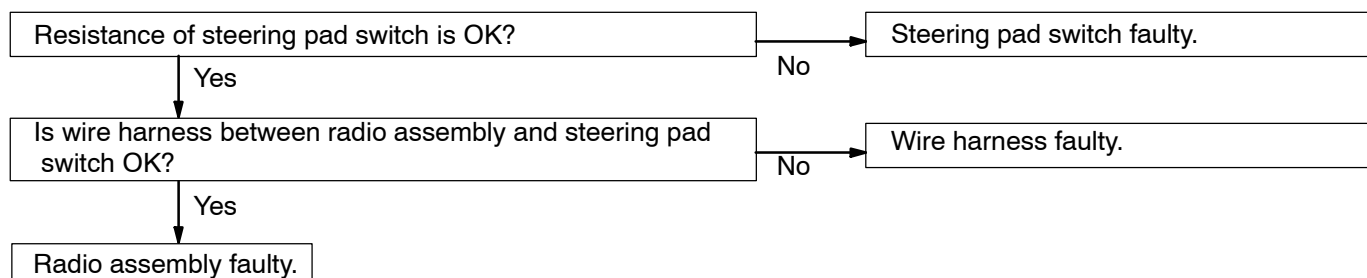 Resistance of steering pad switch is OK?
Steering pad switch faulty.
No
Yes
Is wire harness between radio assembly and steering pad
switch OK?
Wire harness faulty.
No
Yes
Radio assembly faulty.